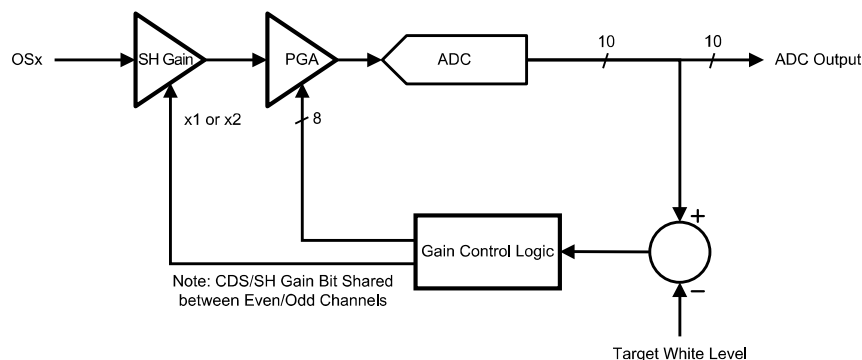 10 10
OSx SH Gain PGA ADC ADC Output
x1 or x2 8
+
Gain Control Logic
−
Note: CDS/SH Gain Bit Shared
between Even/Odd Channels
Target White Level